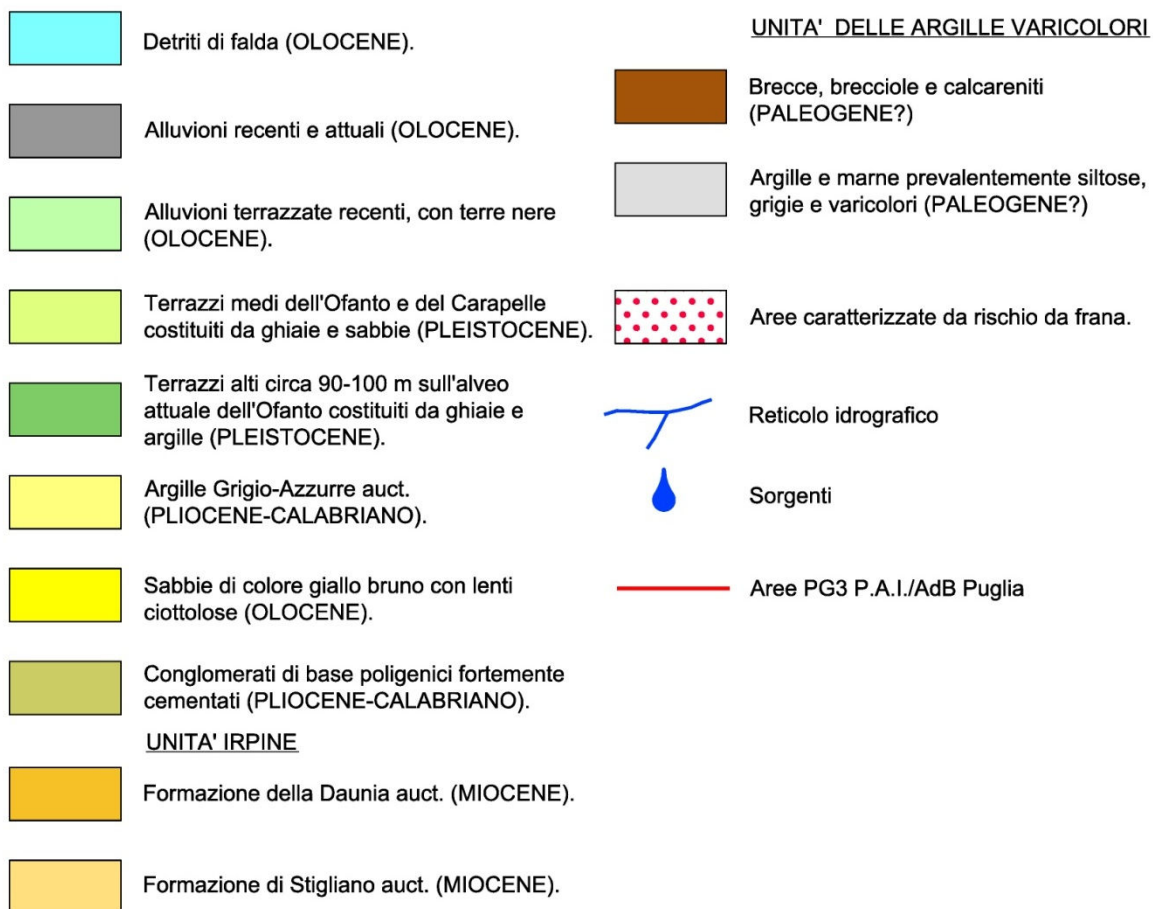 Detriti di falda (OLOCENE).
Alluvioni recenti e attuali (OLOCENE).
Alluvioni terrazzate recenti, con terre nere
(OLOCENE).
Terrazzi medi dell'Ofanto e del Carapelle
costituiti da ghiaie e sabbie (PLEISTOCENE).
Terrazzi alti circa 90-100 m sull'alveo
attuale dell'Ofanto costituiti da ghiaie e
argille (PLEISTOCENE).
Argille Grigio-Azzurre auct.
(PLIOCENE-CALABRIANO).
Sabbie di colore giallo bruno con lenti
ciottolose (OLOCENE).
Conglomerati di base poligenici fortemente
cementati (PLIOCENE-CALABRIANO).
UNITA' IRPINE
Formazione della Daunia auct. (MIOCENE).
Formazione di Stigliano auct. (MIOCENE).
UNITA' DELLE ARGILLE VARICOLORI
Brecce, brecciole e calcareniti
(PALEOGENE?)
Argille e marne prevalentemente siltose,
grigie e varicolori (PALEOGENE?)
Aree caratterizzate da rischio da frana.
Reticolo idrografico
Sorgenti
Aree PG3 P.A.I./AdB Puglia